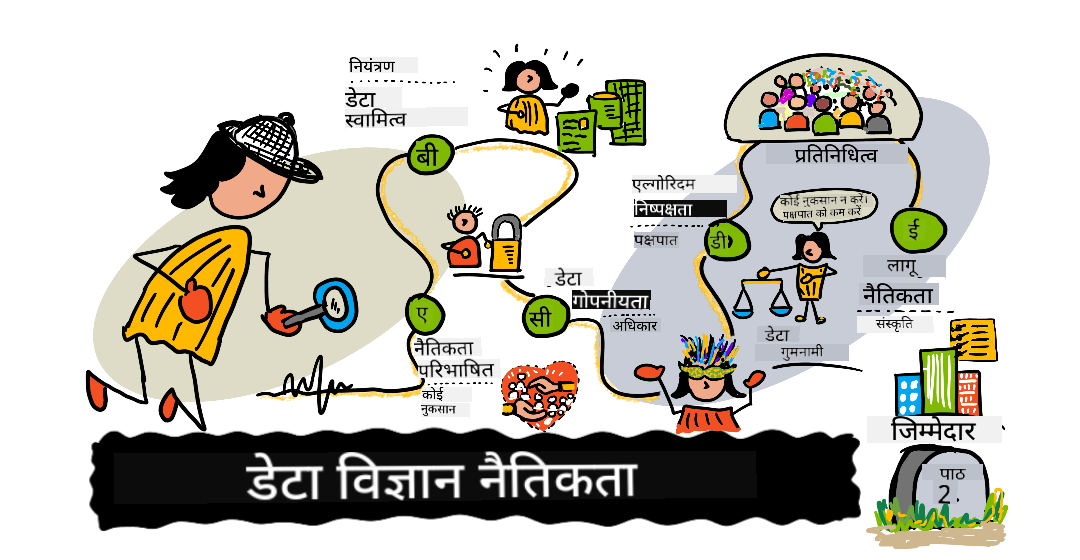 नियंत्रण
डेटा
स्वामित्व
बी
ए
नैतिकता
परिभाषित
कोई
नुकसान
सी
डेटा
गोपनीयता
अधिकार
एल्गोरिदम
निष्पक्षता
पक्षपात
डी
प्रतिनिधित्व
कोई नुकसान न करें।
पक्षपात को कम करें
डेटा
गुमनामी
ई
लागू
नैतिकता
संस्कृति
जिम्मेदार
पाठ
2.
डेटा विज्ञान नैतिकता